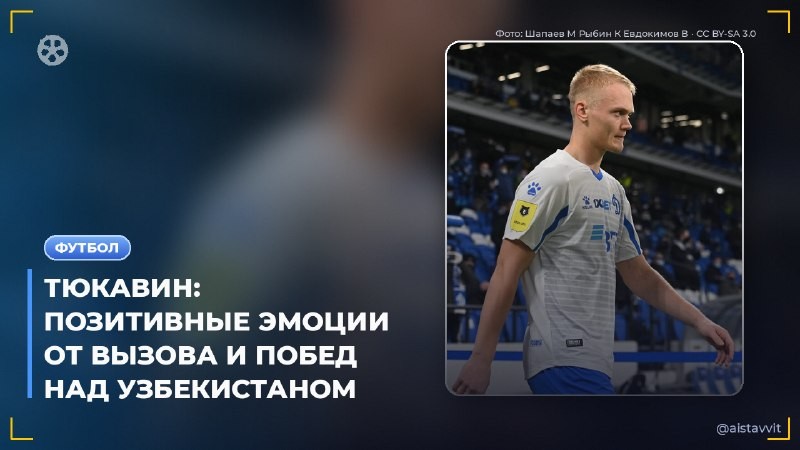 Фото: Шапаев М Рыбин К Евдокимов В · CC BY-SA 3.0
ФУТБОЛ
ТЮКАВИН:
ПОЗИТИВНЫЕ ЭМОЦИИ
ОТ ВЫЗОВА И ПОБЕД
НАД УЗБЕКИСТАНОМ
@aistavvit